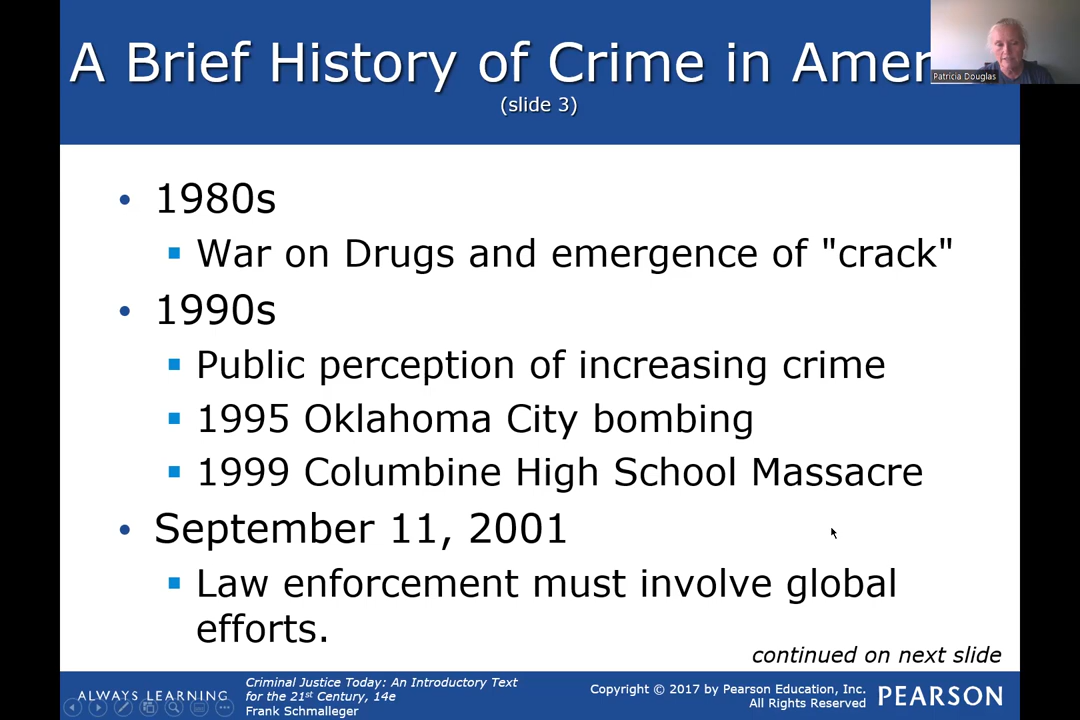 A Brief History of Crime in Amer
(slide 3)
Patricia Douglas
• 1980s
▪ War on Drugs and emergence of "crack"
• 1990s
▪ Public perception of increasing crime
▪ 1995 Oklahoma City bombing
▪ 1999 Columbine High School Massacre
• September 11, 2001
▪ Law enforcement must involve global
efforts.
continued on next slide
ALWAYS LEARNING
Criminal Justice Today: An Introductory Text
for the 21st Century, 14e
Frank Schmalleger
Copyright © 2017 by Pearson Education, Inc.
All Rights Reserved
PEARSON